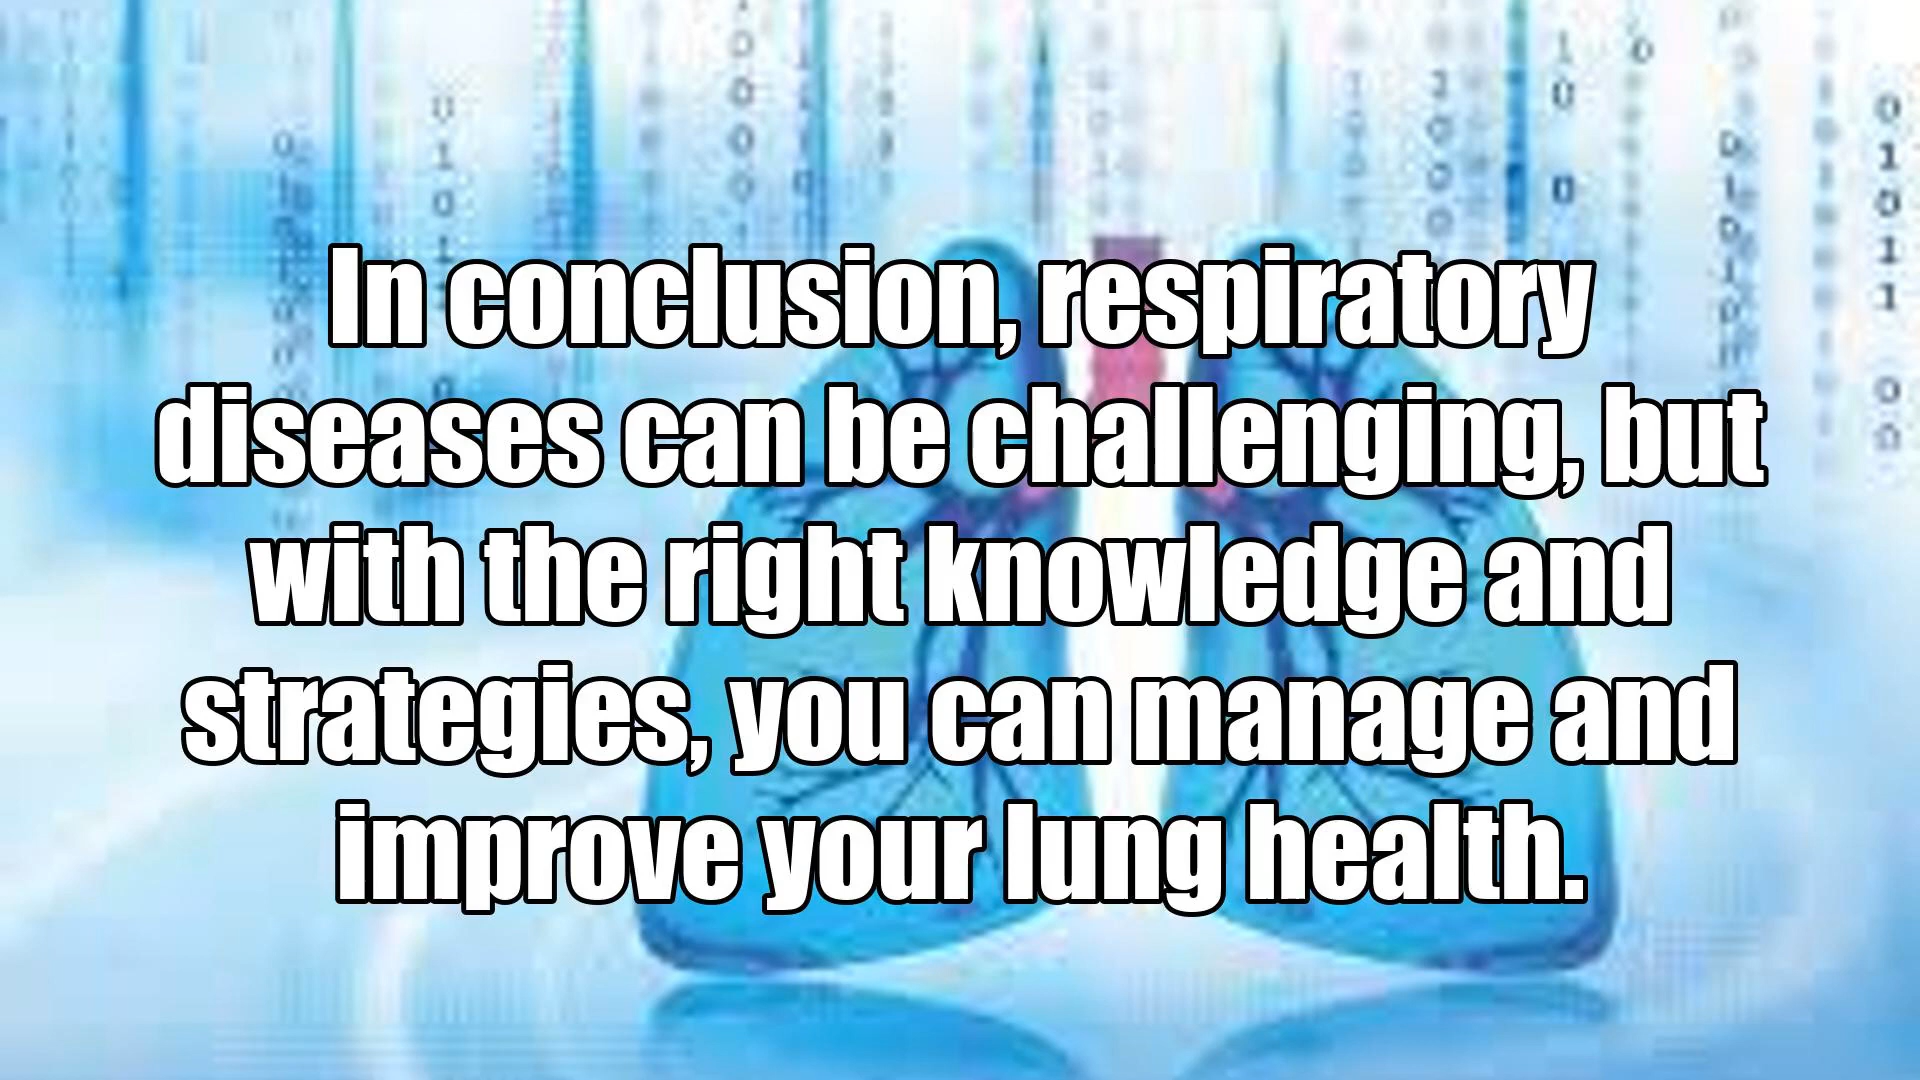 In conclusion, respiratory
diseases can be challenging, but
with the right knowledge and
strategies, you can manage and
improve your lung health.